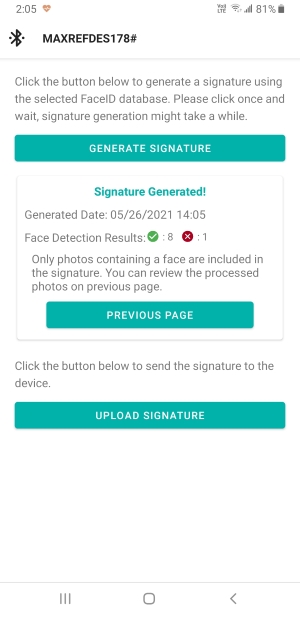 2:05 81%
MAXREFDES178#
Click the button below to generate a signature using
the selected FaceID database. Please click once and
wait, signature generation might take a while.
GENERATE SIGNATURE
Signature Generated!
Generated Date: 05/26/2021 14:05
Face Detection Results: : 8 : 1
Only photos containing a face are included in
the signature. You can review the processed
photos on previous page.
PREVIOUS PAGE
Click the button below to send the signature to the
device.
UPLOAD SIGNATURE